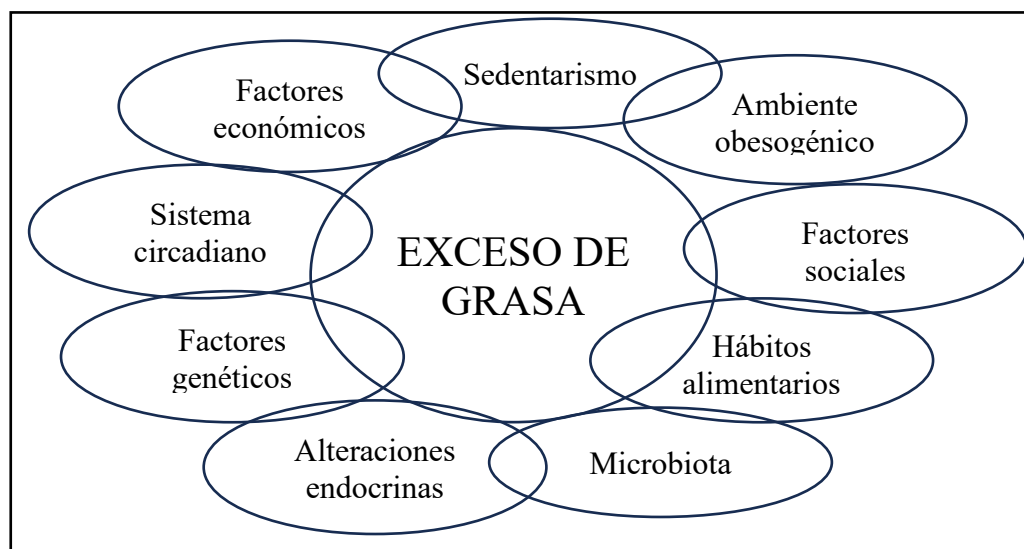 Sedentarismo
Factores
económicos
Ambiente
obesogénico
Sistema
circadiano
EXCESO DE
GRASA
Factores
sociales
Factores
genéticos
Hábitos
alimentarios
Alteraciones
endocrinas
Microbiota